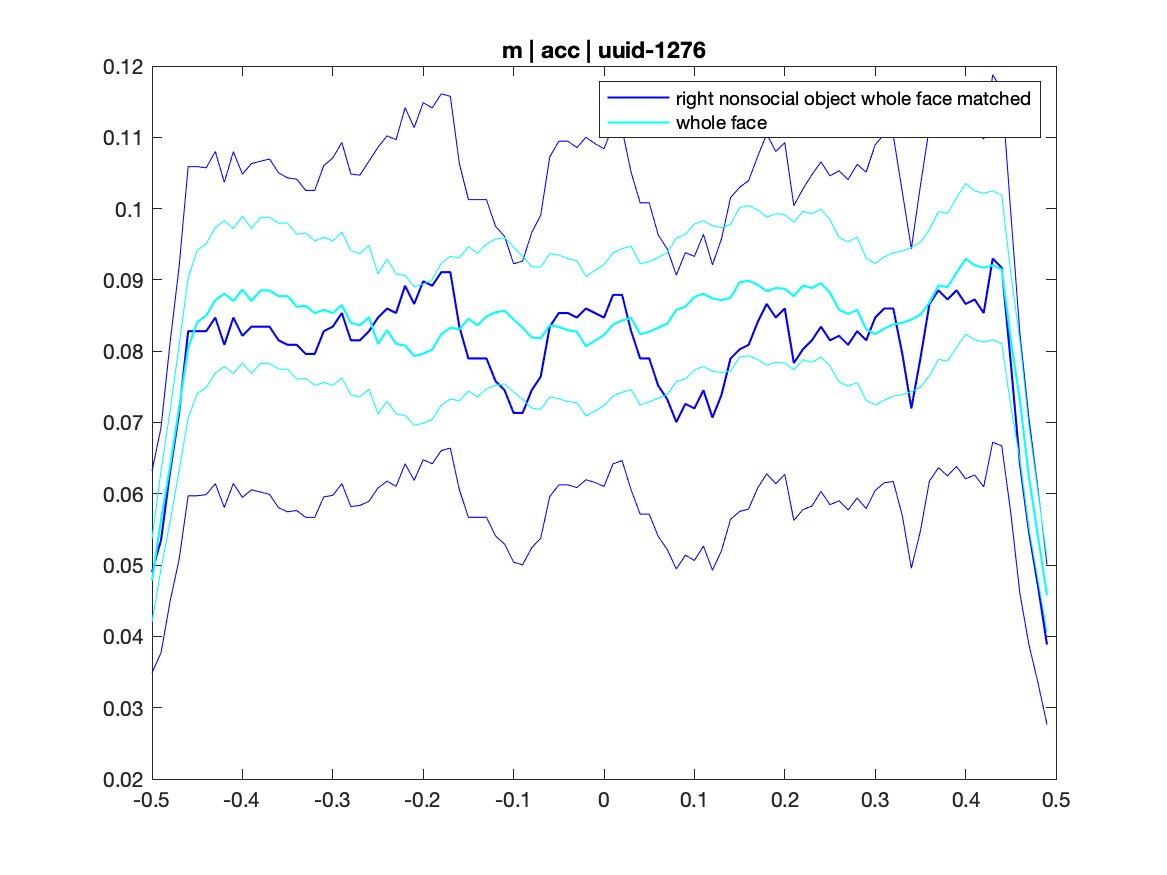 m | acc | uuid-1276
right nonsocial object whole face matched
whole face
0.12
0.11
0.1
0.09
0.08
0.07
0.06
0.05
0.04
0.03
0.02
-0.5 -0.4 -0.3 -0.2 -0.1 0 0.1 0.2 0.3 0.4 0.5